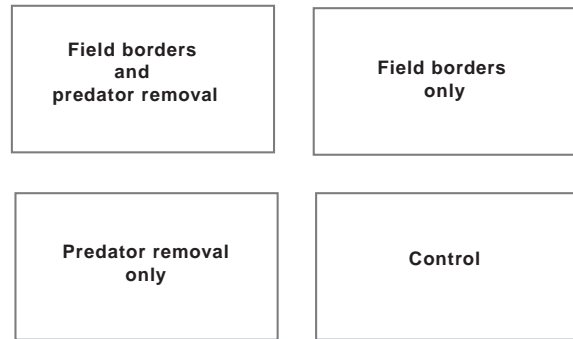 Field borders
and
predator removal
Field borders
only
Predator removal
only
Control